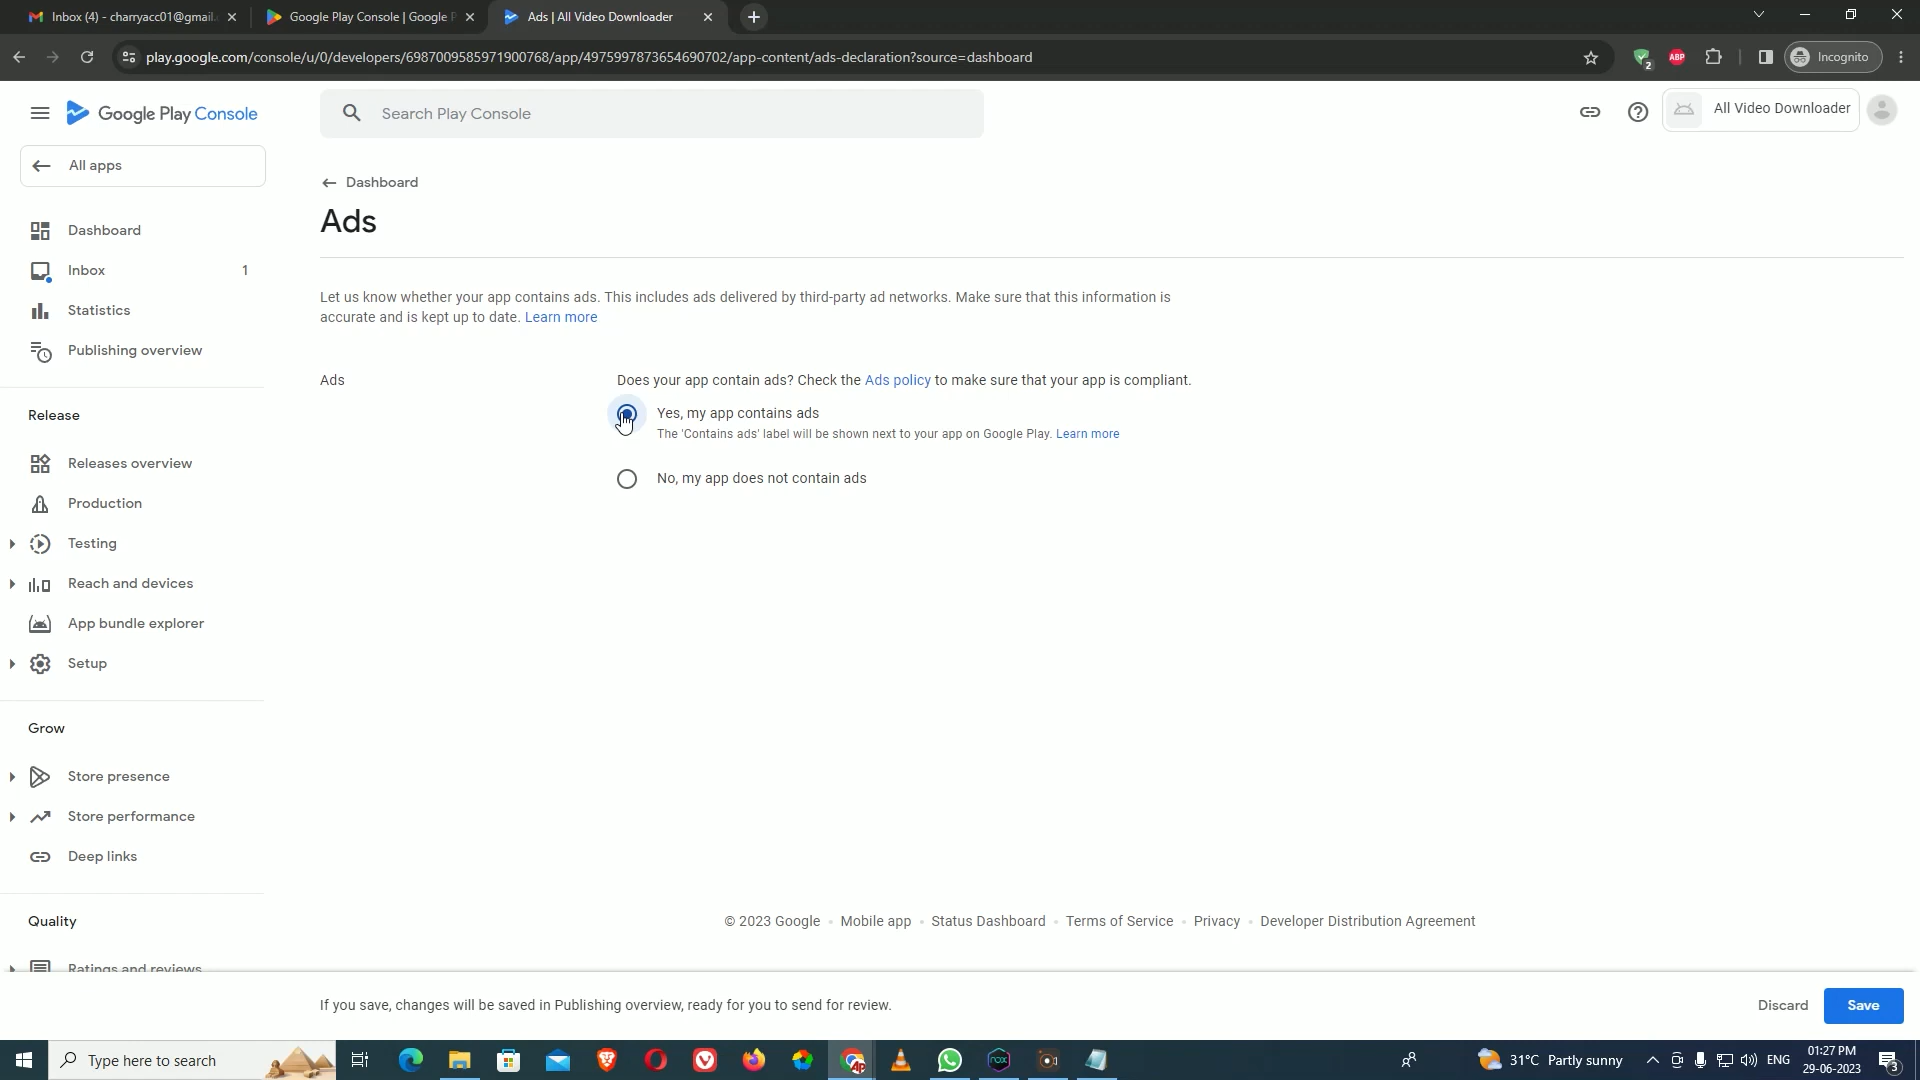 Inbox (4) - charryacc01@gmail.
Google Play Console | Google P
Ads | All Video Downloader
play.google.com/console/u/0/developers/6987009585971900768/app/4975997873654690702/app-content/ads-declaration?source=dashboard
2
ABP
Incognito
Google Play Console
Search Play Console
All Video Downloader
All apps
Dashboard
Ads
Dashboard
Inbox 1
Statistics
Publishing overview
Let us know whether your app contains ads. This includes ads delivered by third-party ad networks. Make sure that this information is
accurate and is kept up to date. Learn more
Ads
Does your app contain ads? Check the Ads policy to make sure that your app is compliant.
Yes, my app contains ads
The 'Contains ads' label will be shown next to your app on Google Play. Learn more
No, my app does not contain ads
Release
Releases overview
Production
Testing
Reach and devices
App bundle explorer
Setup
Grow
Store presence
Store performance
Deep links
Quality
Ratings and reviews
© 2023 Google
Mobile app
Status Dashboard
Terms of Service
Privacy
Developer Distribution Agreement
If you save, changes will be saved in Publishing overview, ready for you to send for review.
Discard
Save
Type here to search
31°C Partly sunny
ENG
01:27 PM
29-06-2023
3